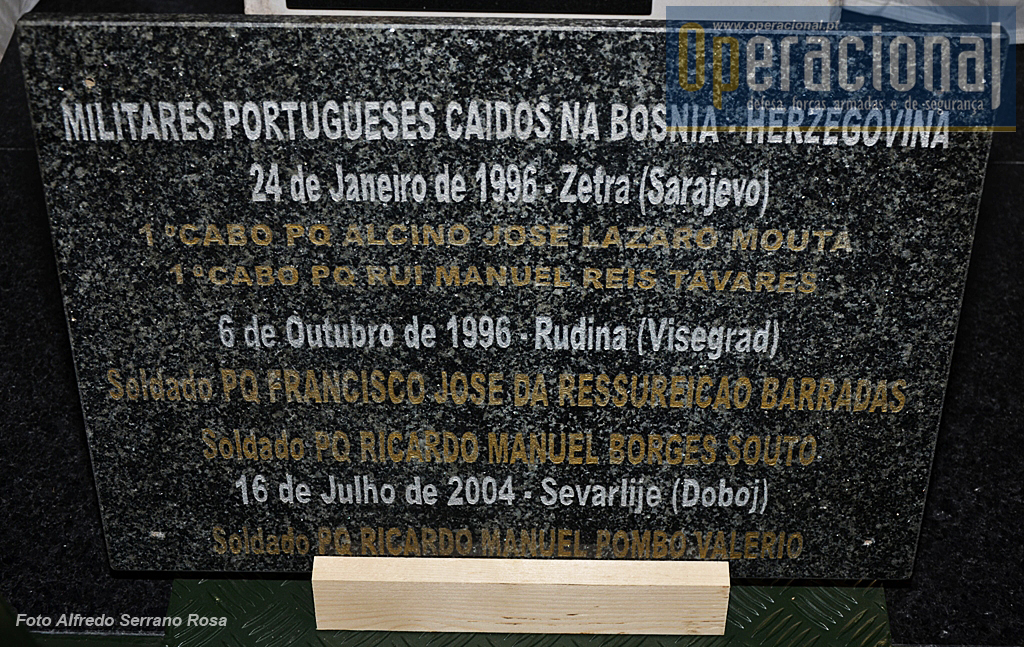 www.operacional.pt
Operacional
defesa, forças armadas e de segurança
MILITARES PORTUGUESES CAIDOS NA BOSNIA - HERZEGOVINA
24 de Janeiro de 1996 - Zetra (Sarajevo)
1ºCABO PQ ALCINO JOSE LAZARO MOUTA
1ºCABO PQ RUI MANUEL REIS TAVARES
6 de Outubro de 1996 - Rudina (Visegrad)
Soldado PQ FRANCISCO JOSE DA RESSUREICAO BARRADAS
Soldado PQ RICARDO MANUEL BORGES SOUTO
16 de Julho de 2004 - Sevarlije (Doboj)
Soldado PQ RICARDO MANUEL POMBO VALERIO
Foto Alfredo Serrano Rosa